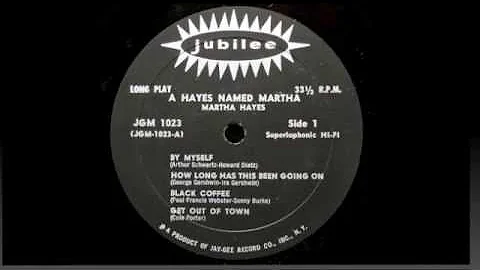 jubilee
LONG PLAY 33⅓ R.P.M.
A HAYES NAMED MARTHA
MARTHA HAYES
JGM 1023 Side 1
(JGM-1023-A) Superlophonic Hi-Fi
BY MYSELF
(Arthur Schwartz-Howard Dietz)
HOW LONG HAS THIS BEEN GOING ON
(George Gershwin-Ira Gershwin)
BLACK COFFEE
(Paul Francis Webster-Sonny Burke)
GET OUT OF TOWN
(Cole Porter)
A PRODUCT OF JAY-GEE RECORD CO., INC., N. Y.